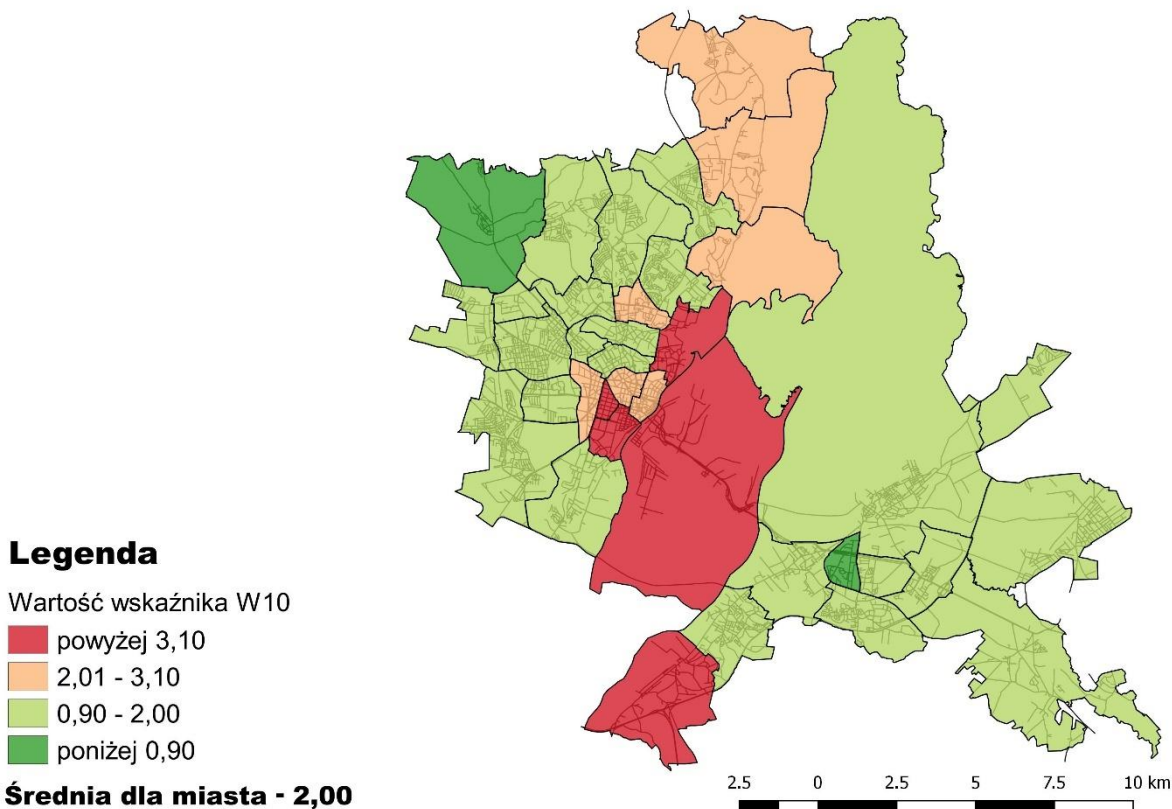 Legenda
Wartość wskaźnika W10
powyżej 3,10
2,01 - 3,10
0,90 - 2,00
poniżej 0,90
Średnia dla miasta - 2,00
2.5 0 2.5 5 7.5 10 km